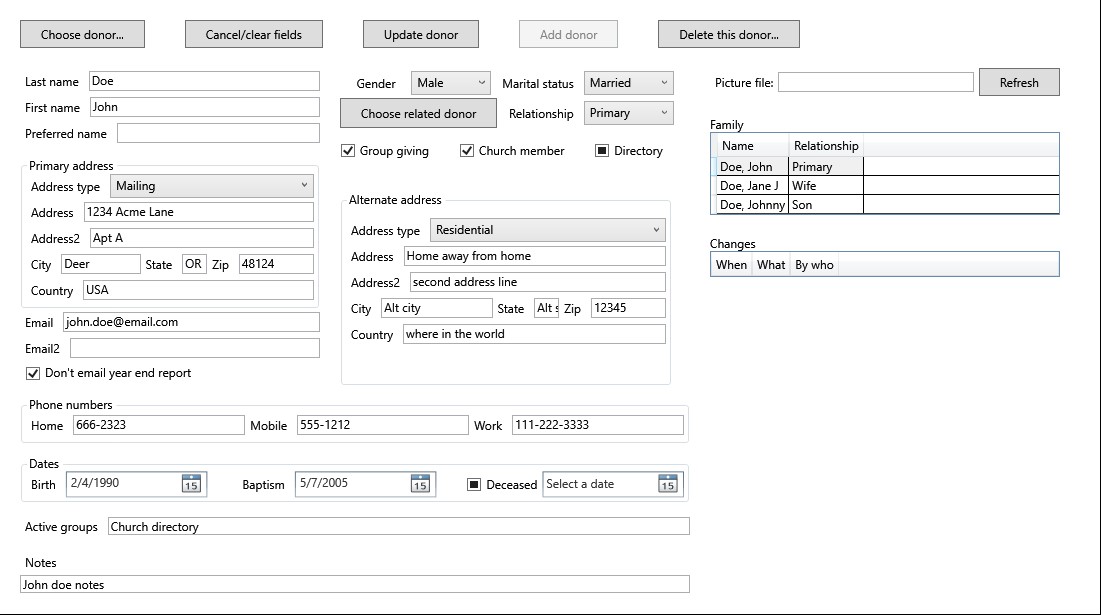 Choose donor... Cancel/clear fields Update donor Add donor Delete this donor...
Last name Doe Gender Male Marital status Married Picture file: Refresh
First name John Choose related donor Relationship Primary
Preferred name
Family
Name Relationship
Doe, John Primary
Doe, Jane J Wife
Doe, Johnny Son
Group giving Church member Directory
Primary address
Address type Mailing
Address 1234 Acme Lane
Address2 Apt A
City Deer State OR Zip 48124
Country USA
Alternate address
Address type Residential
Address Home away from home
Address2 second address line
City Alt city State Alt s Zip 12345
Country where in the world
Changes
When What By who
Email john.doe@email.com
Email2
Don't email year end report
Phone numbers
Home 666-2323 Mobile 555-1212 Work 111-222-3333
Dates
Birth 2/4/1990 15 Baptism 5/7/2005 15 Deceased Select a date 15
Active groups Church directory
Notes
John doe notes